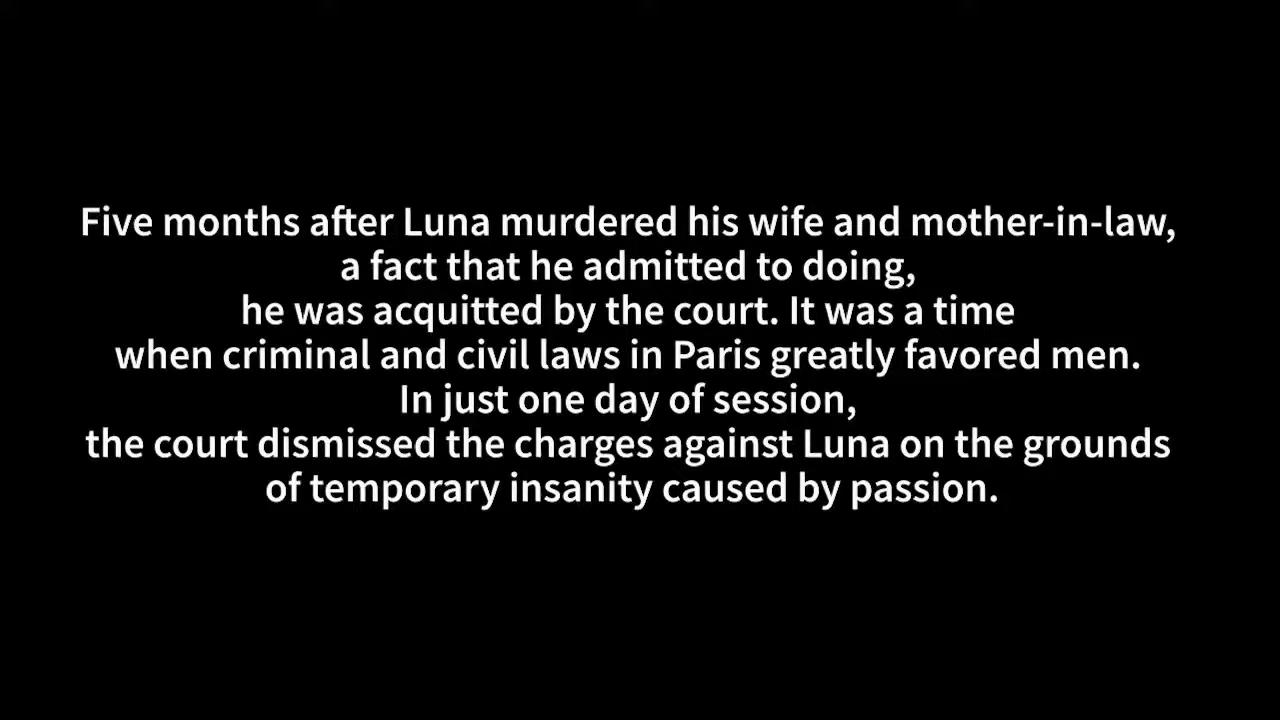 Five months after Luna murdered his wife and mother-in-law,
a fact that he admitted to doing,
he was acquitted by the court. It was a time
when criminal and civil laws in Paris greatly favored men.
In just one day of session,
the court dismissed the charges against Luna on the grounds
of temporary insanity caused by passion.